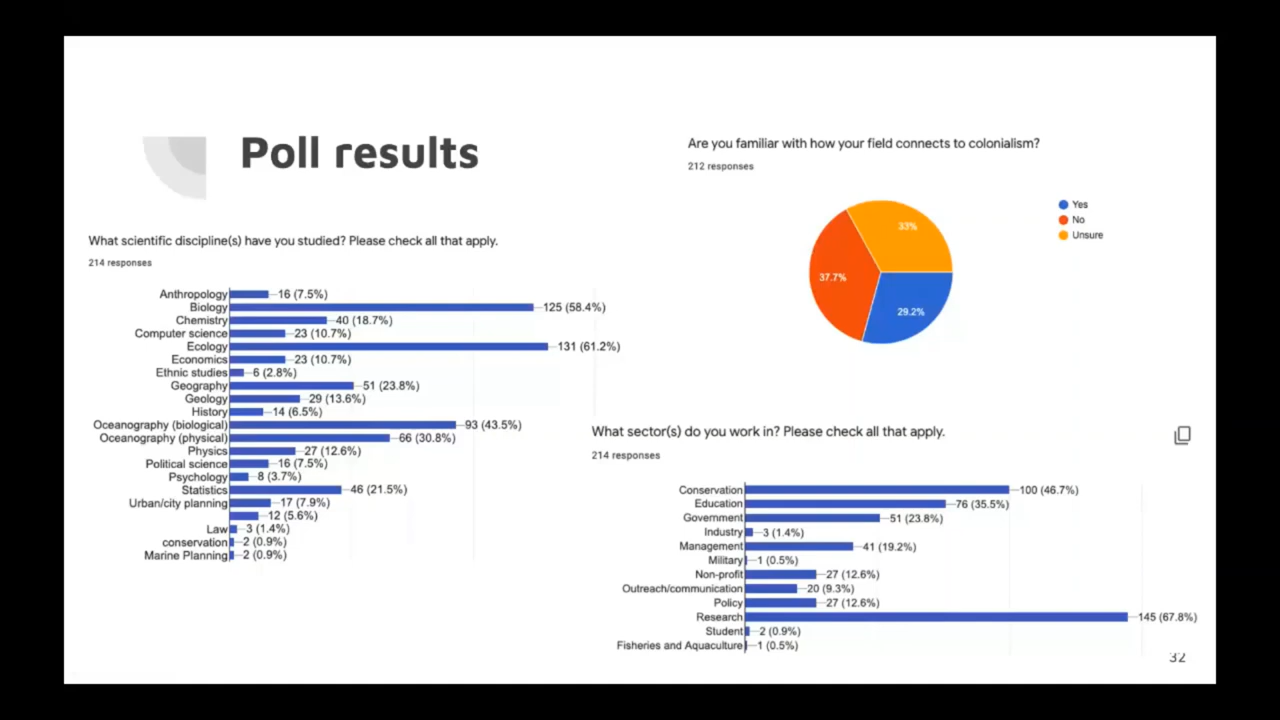 Poll results
What scientific discipline(s) have you studied? Please check all that apply.
214 responses
Anthropology 16 (7.5%)
Biology 125 (58.4%)
Chemistry 40 (18.7%)
Computer science 23 (10.7%)
Ecology 131 (61.2%)
Economics 23 (10.7%)
Ethnic studies 6 (2.8%)
Geography 51 (23.8%)
Geology 29 (13.6%)
History 14 (6.5%)
Oceanography (biological) 93 (43.5%)
Oceanography (physical) 66 (30.8%)
Physics 27 (12.6%)
Political science 16 (7.5%)
Psychology 8 (3.7%)
Statistics 46 (21.5%)
Urban/city planning 17 (7.9%)
12 (5.6%)
Law 3 (1.4%)
conservation 2 (0.9%)
Marine Planning 2 (0.9%)
Are you familiar with how your field connects to colonialism?
212 responses
33%
37.7%
29.2%
Yes
No
Unsure
What sector(s) do you work in? Please check all that apply.
214 responses
Conservation 100 (46.7%)
Education 76 (35.5%)
Government 51 (23.8%)
Industry 3 (1.4%)
Management 41 (19.2%)
Military 1 (0.5%)
Non-profit 27 (12.6%)
Outreach/communication 20 (9.3%)
Policy 27 (12.6%)
Research 145 (67.8%)
Student 2 (0.9%)
Fisheries and Aquaculture 1 (0.5%)
32